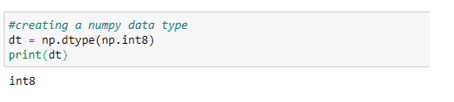 #creating a numpy data type
dt = np.dtype(np.int8)
print(dt)
int8